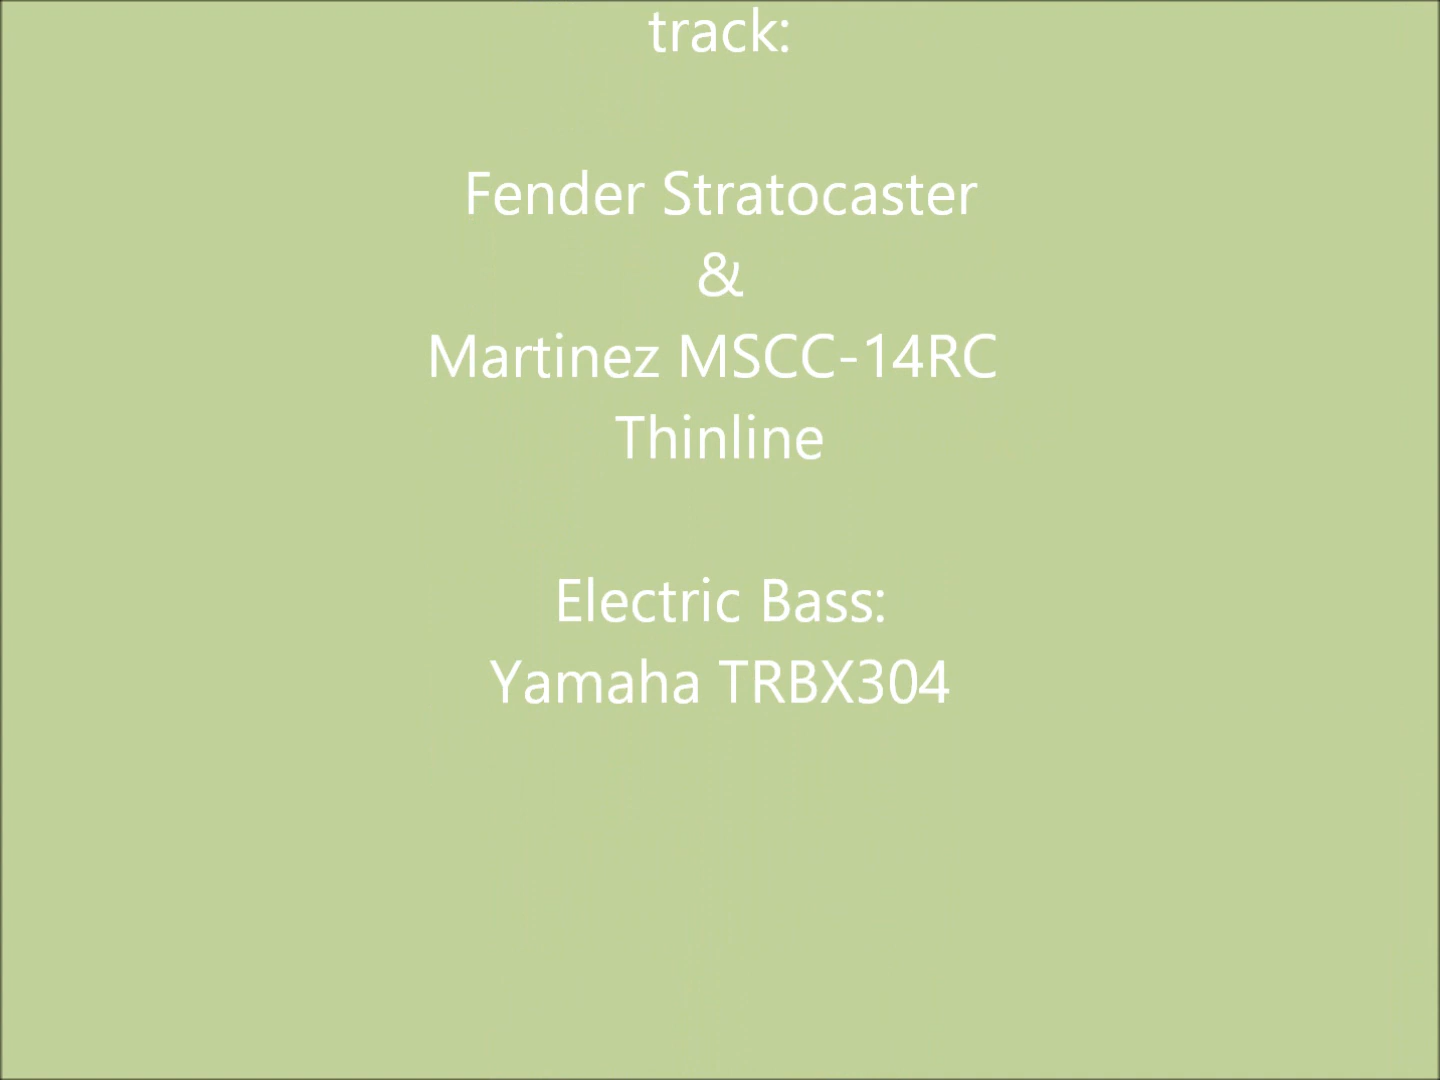 track:
Fender Stratocaster
&
Martinez MSCC-14RC
Thinline
Electric Bass:
Yamaha TRBX304